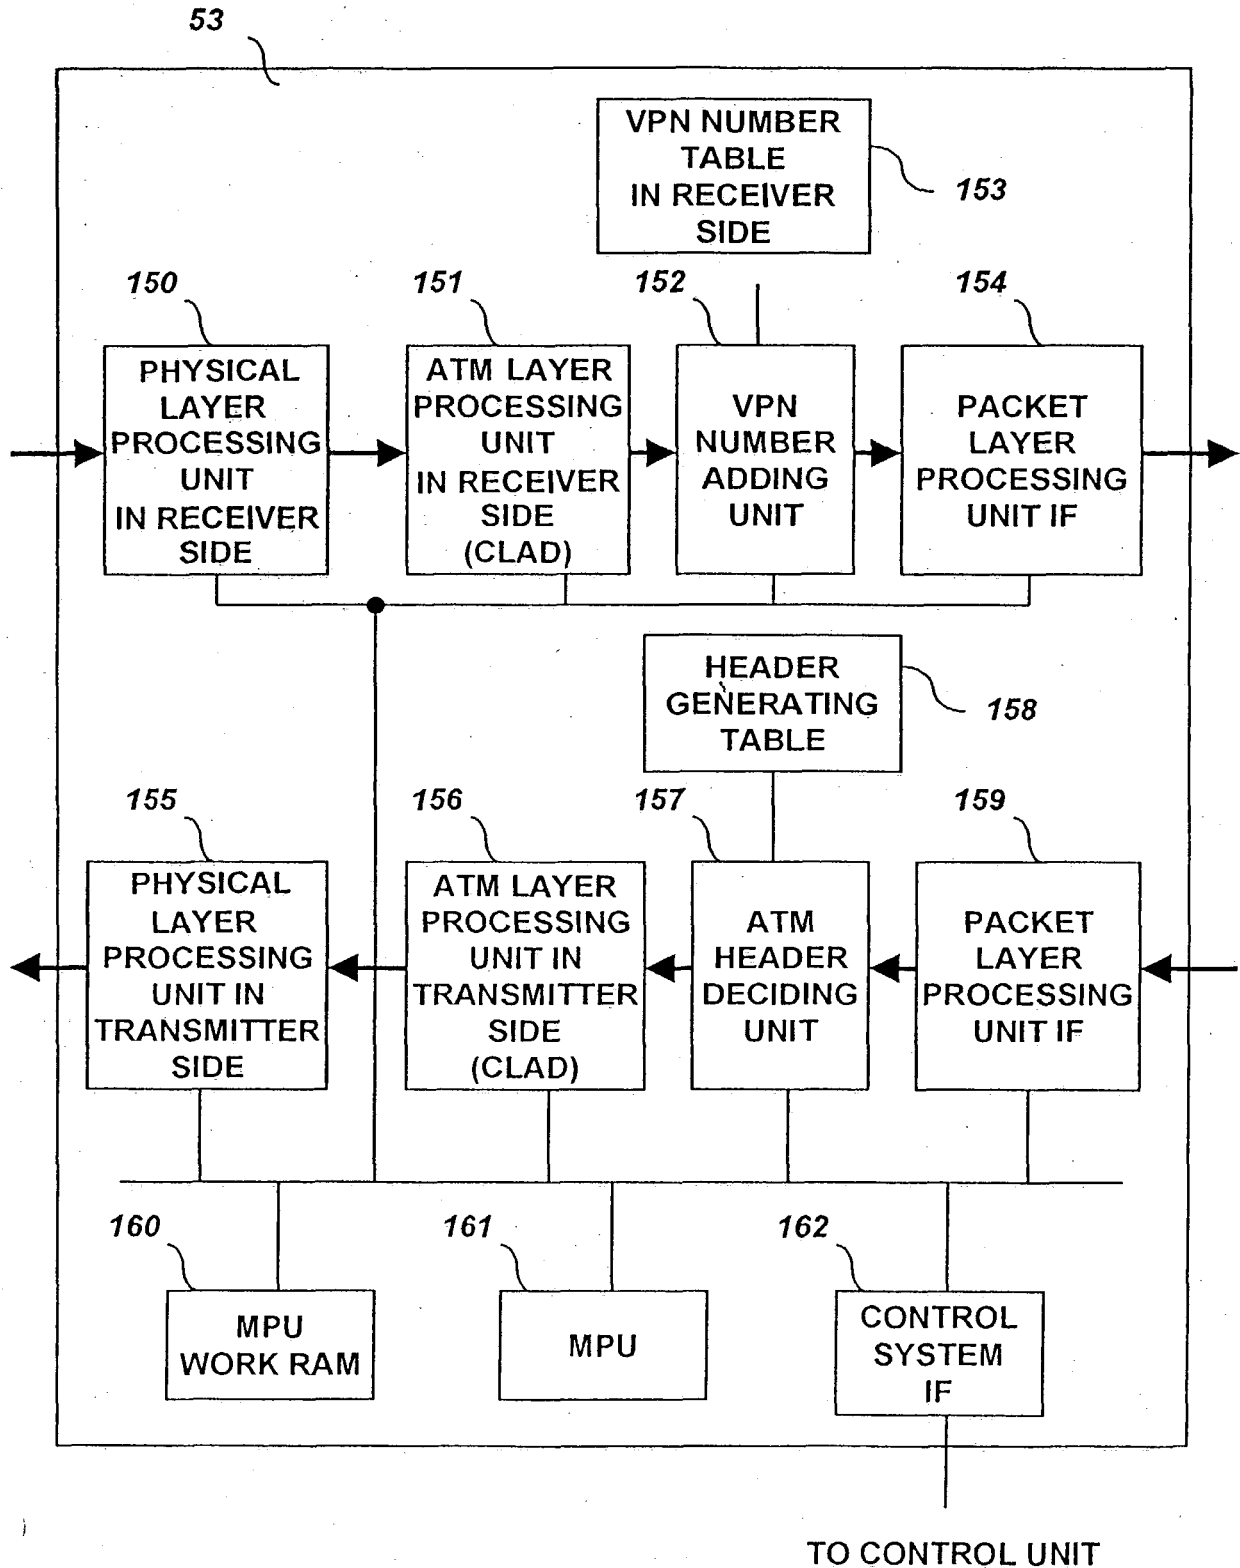 53
VPN NUMBER
TABLE
IN RECEIVER
SIDE
153
150
151
152
154
PHYSICAL
LAYER
PROCESSING
UNIT
IN RECEIVER
SIDE
ATM LAYER
PROCESSING
UNIT
IN RECEIVER
SIDE
(CLAD)
VPN
NUMBER
ADDING
UNIT
PACKET
LAYER
PROCESSING
UNIT IF
HEADER
GENERATING
TABLE
158
155
156
157
159
PHYSICAL
LAYER
PROCESSING
UNIT IN
TRANSMITTER
SIDE
ATM LAYER
PROCESSING
UNIT IN
TRANSMITTER
SIDE
(CLAD)
ATM
HEADER
DECIDING
UNIT
PACKET
LAYER
PROCESSING
UNIT IF
160
161
162
MPU
WORK RAM
MPU
CONTROL
SYSTEM
IF
TO CONTROL UNIT